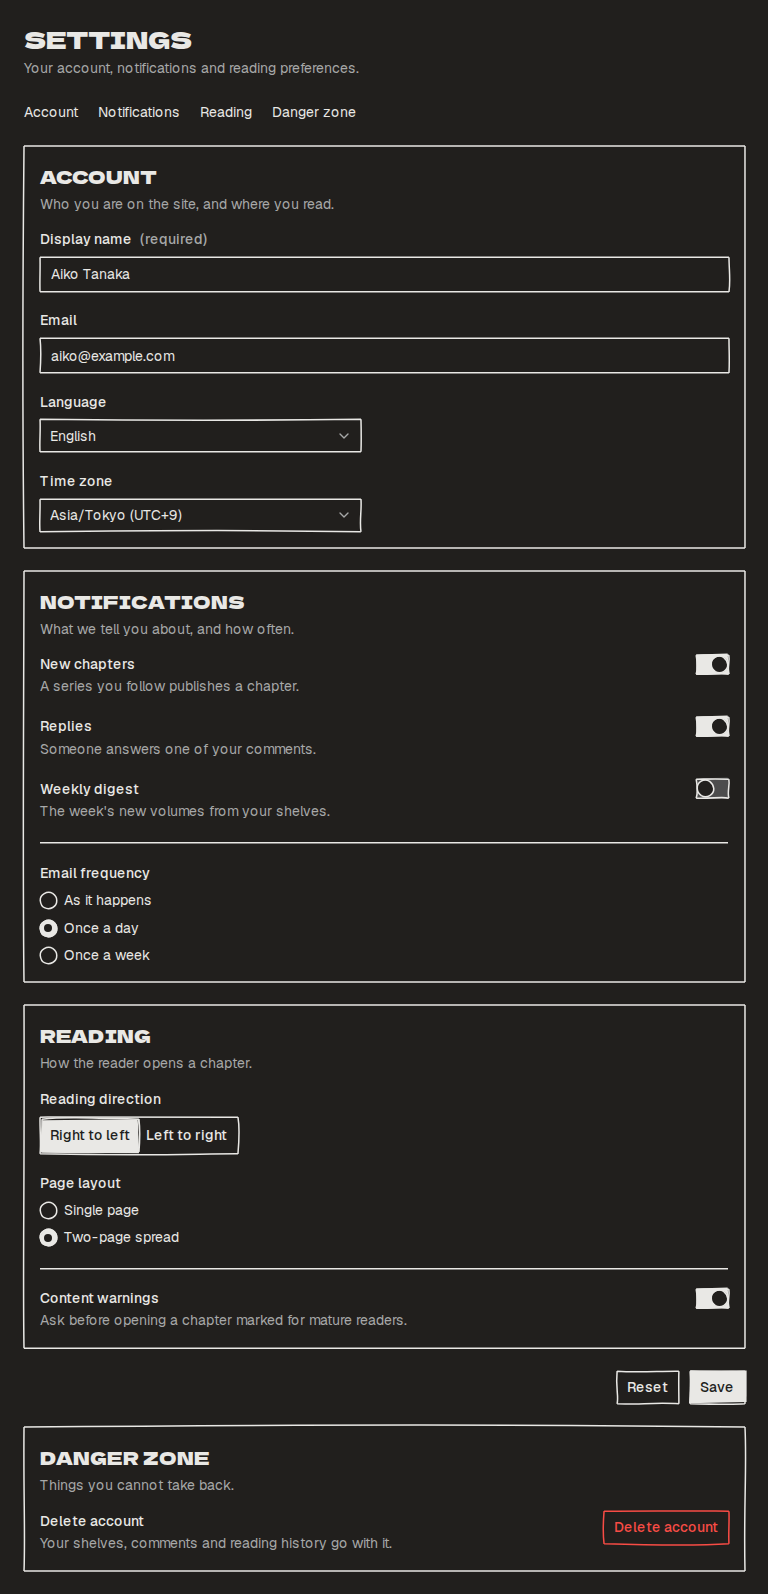 SETTINGS
Your account, notifications and reading preferences.
Account Notifications Reading Danger zone
ACCOUNT
Who you are on the site, and where you read.
Display name (required)
Aiko Tanaka
Email
aiko@example.com
Language
English
Time zone
Asia/Tokyo (UTC+9)
NOTIFICATIONS
What we tell you about, and how often.
New chapters
A series you follow publishes a chapter.
Replies
Someone answers one of your comments.
Weekly digest
The week's new volumes from your shelves.
Email frequency
As it happens
Once a day
Once a week
READING
How the reader opens a chapter.
Reading direction
Right to left Left to right
Page layout
Single page
Two-page spread
Content warnings
Ask before opening a chapter marked for mature readers.
Reset Save
DANGER ZONE
Things you cannot take back.
Delete account
Your shelves, comments and reading history go with it.
Delete account